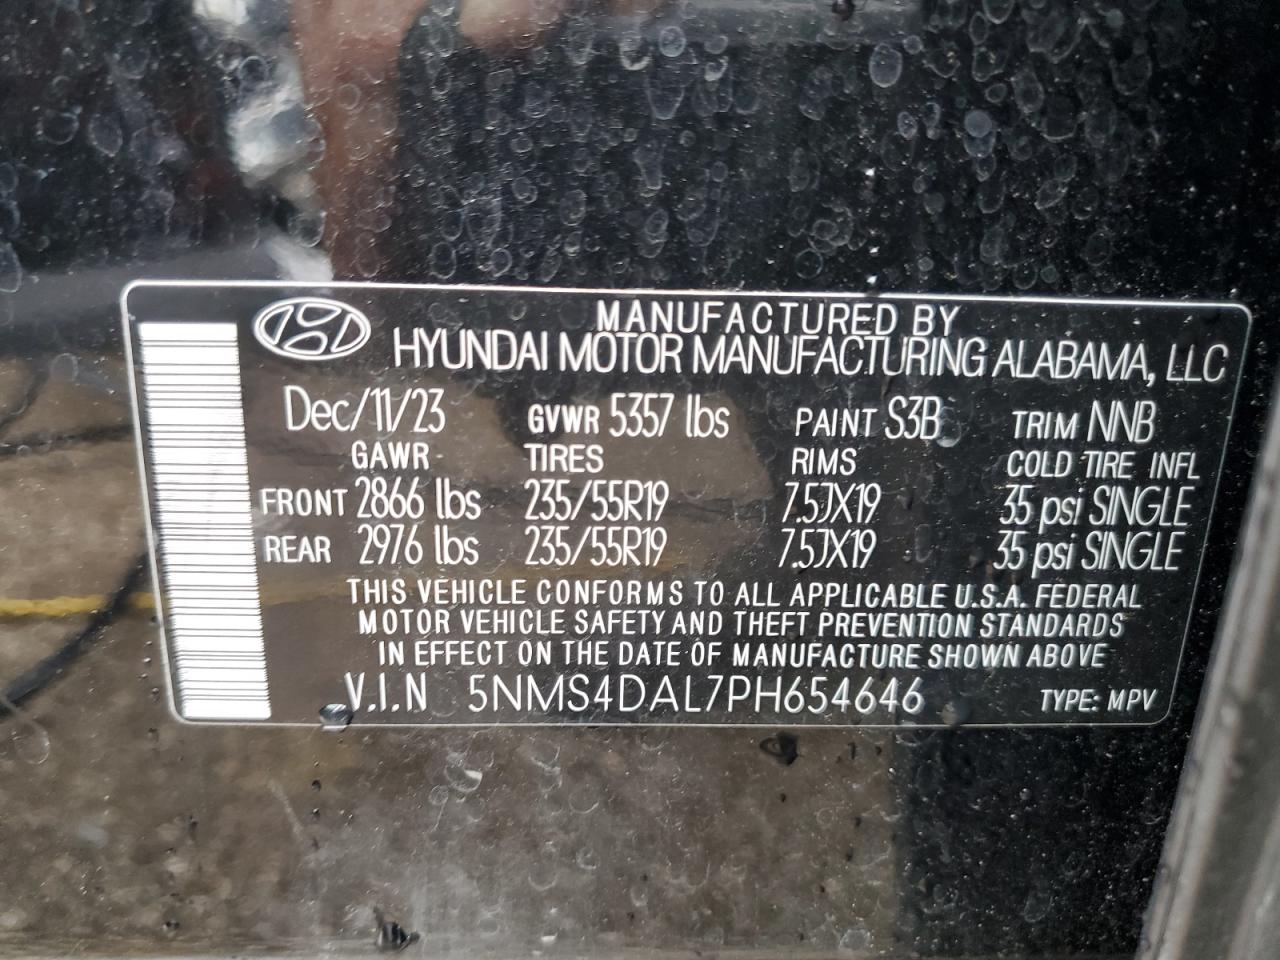 MANUFACTURED BY
HYUNDAI MOTOR MANUFACTURING ALABAMA, LLC
Dec/11/23 GVWR 5357 lbs PAINT S3B TRIM NNB
GAWR TIRES RIMS COLD TIRE INFL
FRONT 2866 lbs 235/55R19 7.5JX19 35 psi SINGLE
REAR 2976 lbs 235/55R19 7.5JX19 35 psi SINGLE
THIS VEHICLE CONFORMS TO ALL APPLICABLE U.S.A. FEDERAL
MOTOR VEHICLE SAFETY AND THEFT PREVENTION STANDARDS
IN EFFECT ON THE DATE OF MANUFACTURE SHOWN ABOVE
V.I.N 5NMS4DAL7PH654646 TYPE: MPV